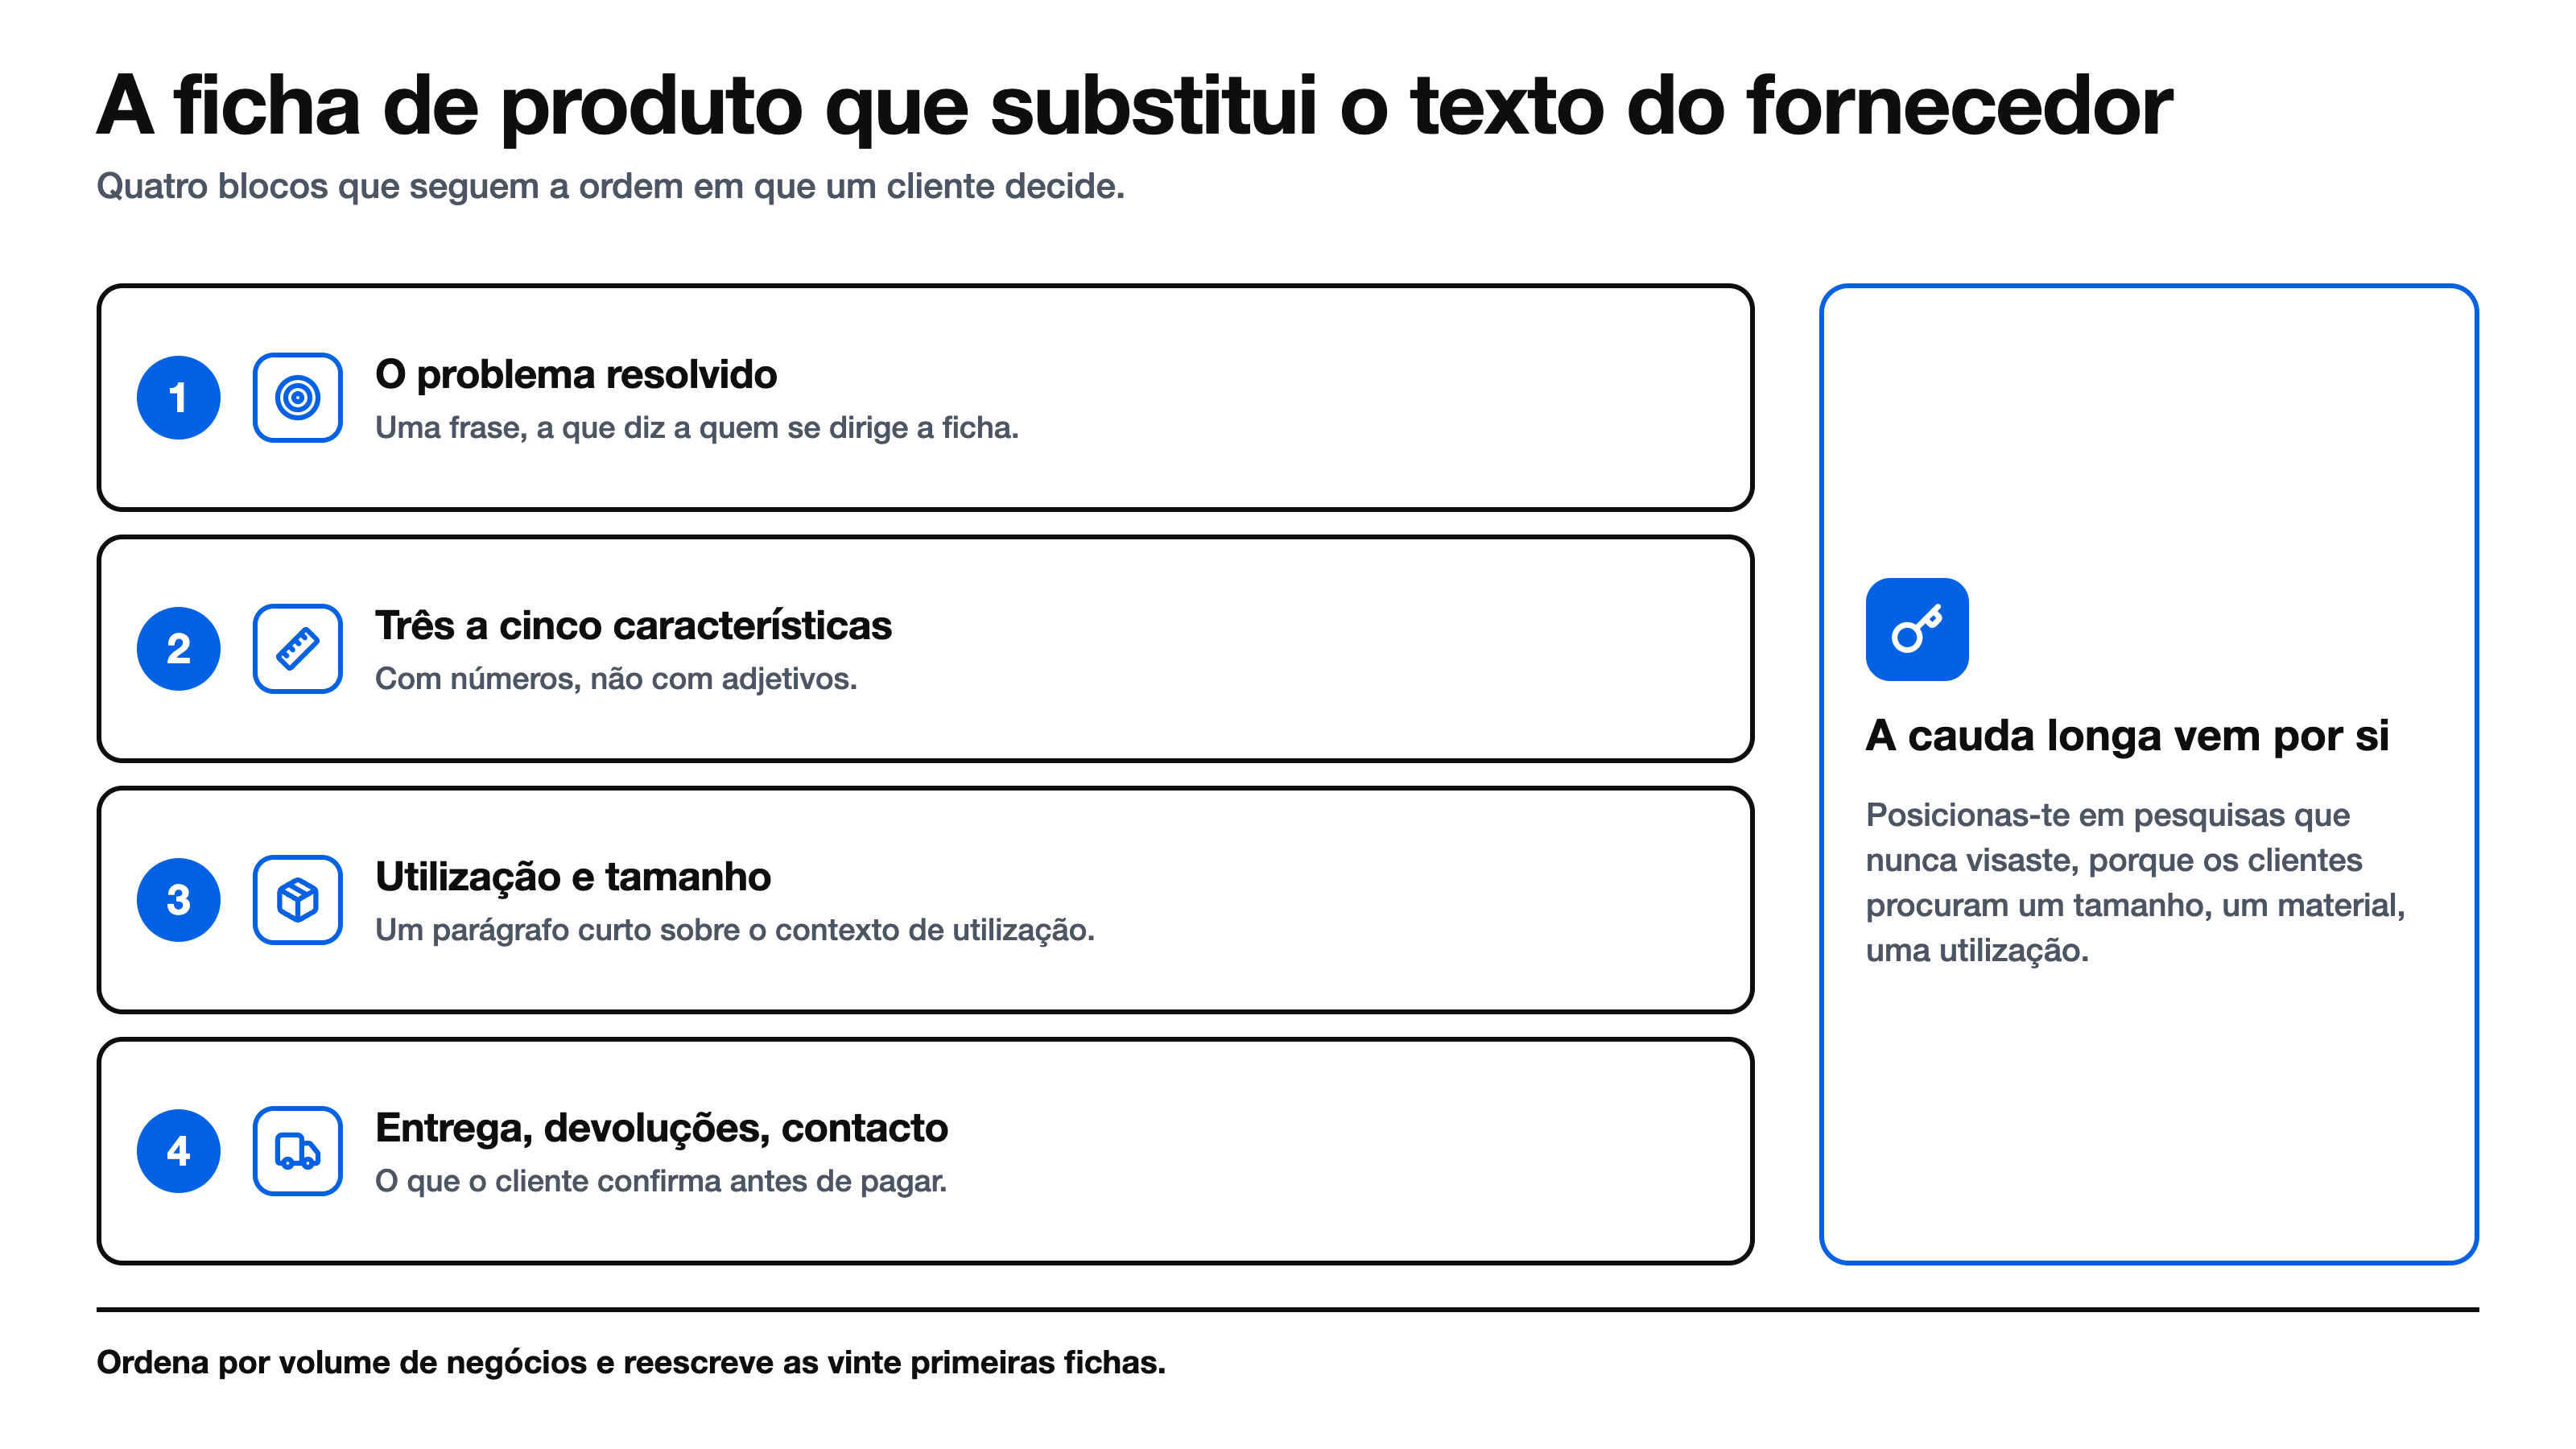 A ficha de produto que substitui o texto do fornecedor
Quatro blocos que seguem a ordem em que um cliente decide.
1
O problema resolvido
Uma frase, a que diz a quem se dirige a ficha.
2
Três a cinco características
Com números, não com adjetivos.
3
Utilização e tamanho
Um parágrafo curto sobre o contexto de utilização.
4
Entrega, devoluções, contacto
O que o cliente confirma antes de pagar.
A cauda longa vem por si
Posicionas-te em pesquisas que
nunca visaste, porque os clientes
procuram um tamanho, um material,
uma utilização.
Ordena por volume de negócios e reescreve as vinte primeiras fichas.